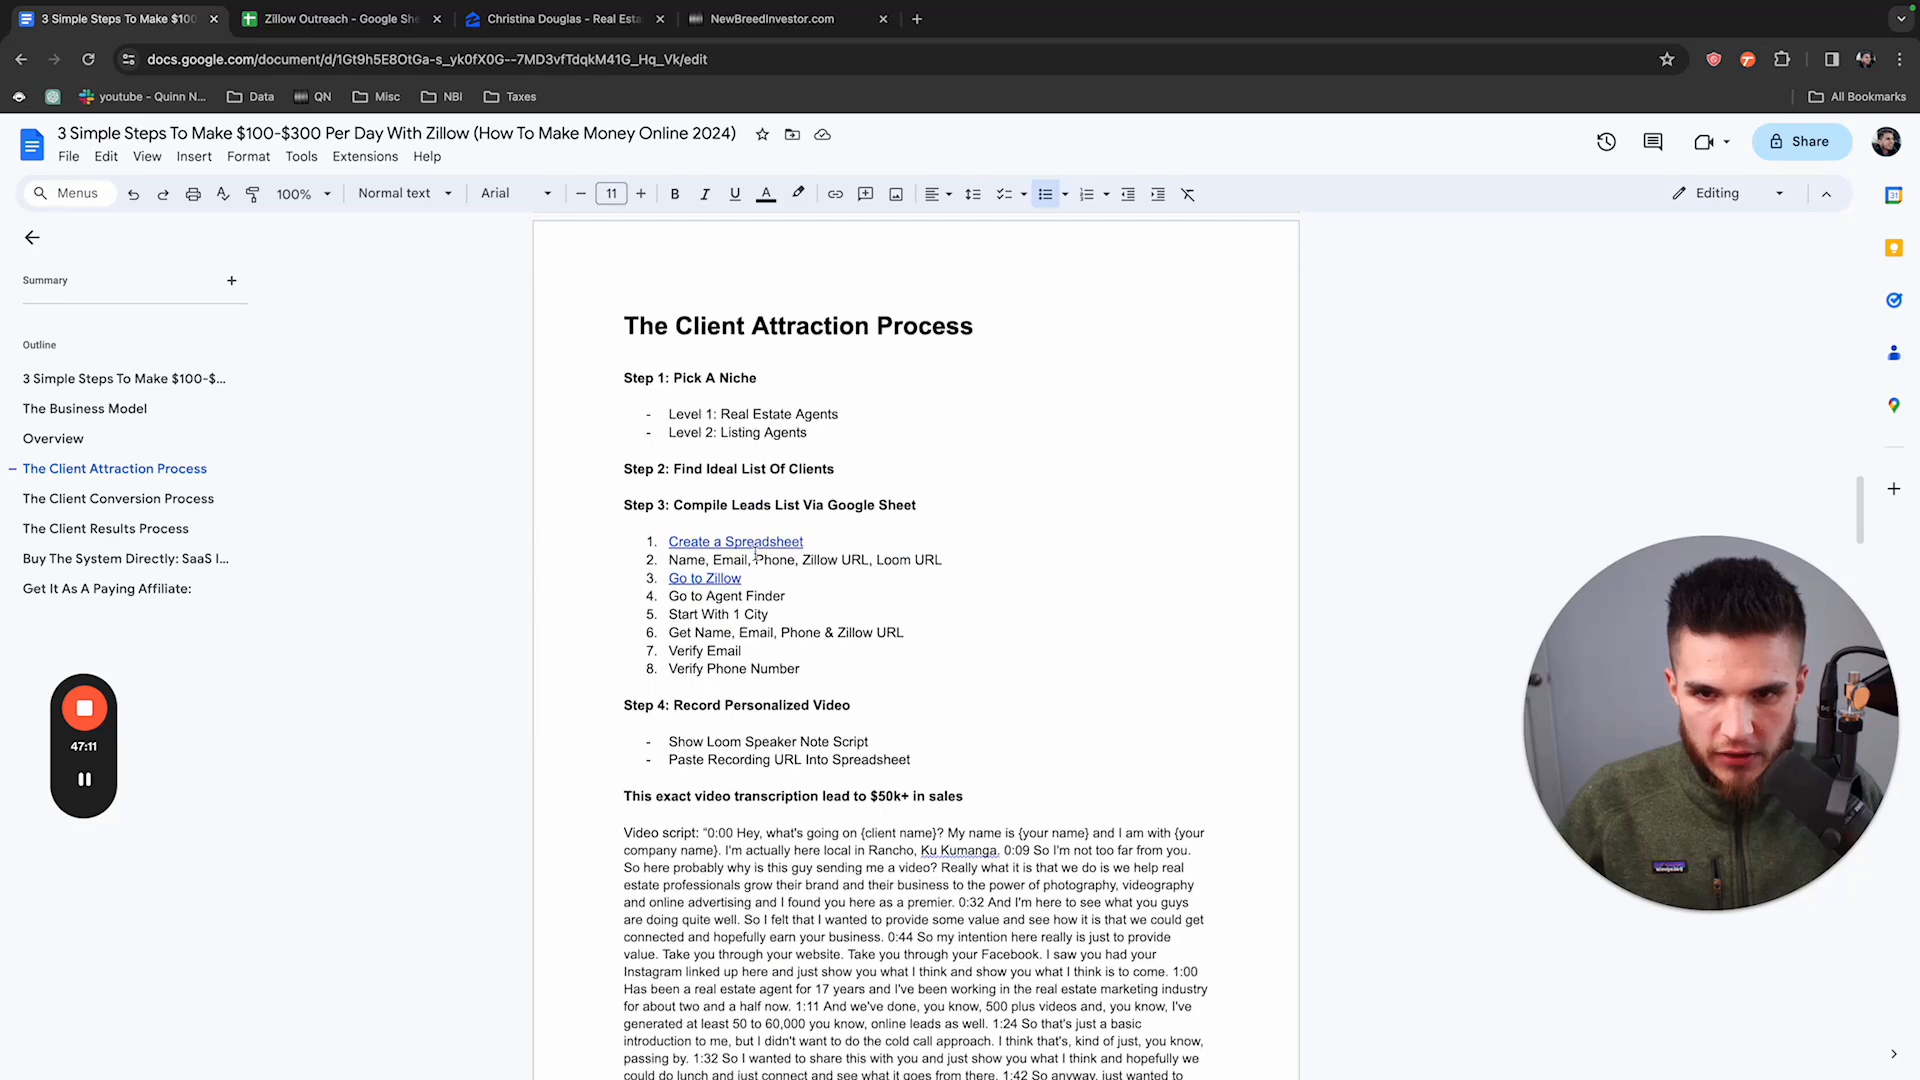 3 Simple Steps To Make $100
Zillow Outreach - Google She
Christina Douglas - Real Esta
NewBreedInvestor.com
docs.google.com/document/d/1Gt9h5E8OtGa-s_yk0fX0G--7MD3vfTdqkM41G_Hq_Vk/edit
youtube - Quinn N...
Data
QN
Misc
NBI
Taxes
All Bookmarks
3 Simple Steps To Make $100-$300 Per Day With Zillow (How To Make Money Online 2024)
File Edit View Insert Format Tools Extensions Help
Share
Menus
100%
Normal text
Arial
11
Editing
Summary
Outline
3 Simple Steps To Make $100-$...
The Business Model
Overview
The Client Attraction Process
The Client Conversion Process
The Client Results Process
Buy The System Directly: SaaS I...
Get It As A Paying Affiliate:
47:11
The Client Attraction Process
Step 1: Pick A Niche
- Level 1: Real Estate Agents
- Level 2: Listing Agents
Step 2: Find Ideal List Of Clients
Step 3: Compile Leads List Via Google Sheet
1. Create a Spreadsheet
2. Name, Email, Phone, Zillow URL, Loom URL
3. Go to Zillow
4. Go to Agent Finder
5. Start With 1 City
6. Get Name, Email, Phone & Zillow URL
7. Verify Email
8. Verify Phone Number
Step 4: Record Personalized Video
- Show Loom Speaker Note Script
- Paste Recording URL Into Spreadsheet
This exact video transcription lead to $50k+ in sales
Video script: "0:00 Hey, what's going on {client name}? My name is {your name} and I am with {your
company name}. I'm actually here local in Rancho, Ku Kumanga. 0:09 So I'm not too far from you.
So here probably why is this guy sending me a video? Really what it is that we do is we help real
estate professionals grow their brand and their business to the power of photography, videography
and online advertising and I found you here as a premier. 0:32 And I'm here to see what you guys
are doing quite well. So I felt that I wanted to provide some value and see how it is that we could get
connected and hopefully earn your business. 0:44 So my intention here really is just to provide
value. Take you through your website. Take you through your Facebook. I saw you had your
Instagram linked up here and just show you what I think and show you what I think is to come. 1:00
Has been a real estate agent for 17 years and I've been working in the real estate marketing industry
for about two and a half now. 1:11 And we've done, you know, 500 plus videos and, you know, I've
generated at least 50 to 60,000 you know, online leads as well. 1:24 So that's just a basic
introduction to me, but I didn't want to do the cold call approach. I think that's, kind of just, you know,
passing by. 1:32 So I wanted to share this with you and just show you what I think and hopefully we
could do lunch and just connect and see what it goes from there. 1:42 So anyway, just wanted to